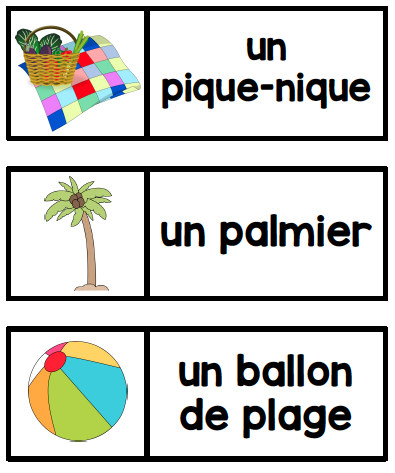 un
pique-nique
un palmier
un ballon
de plage